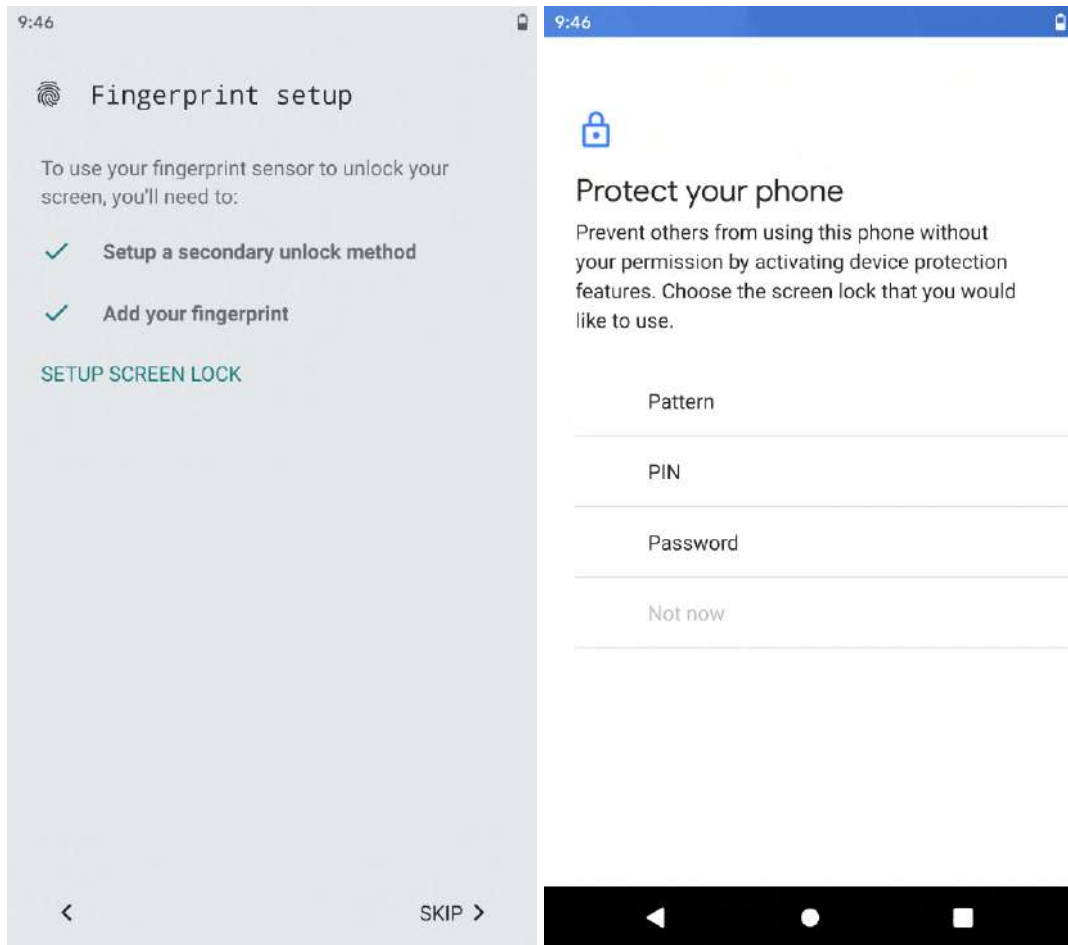 9:46
Fingerprint setup
To use your fingerprint sensor to unlock your
screen, you'll need to:
Setup a secondary unlock method
Add your fingerprint
SETUP SCREEN LOCK
SKIP
9:46
Protect your phone
Prevent others from using this phone without
your permission by activating device protection
features. Choose the screen lock that you would
like to use.
Pattern
PIN
Password
Not now